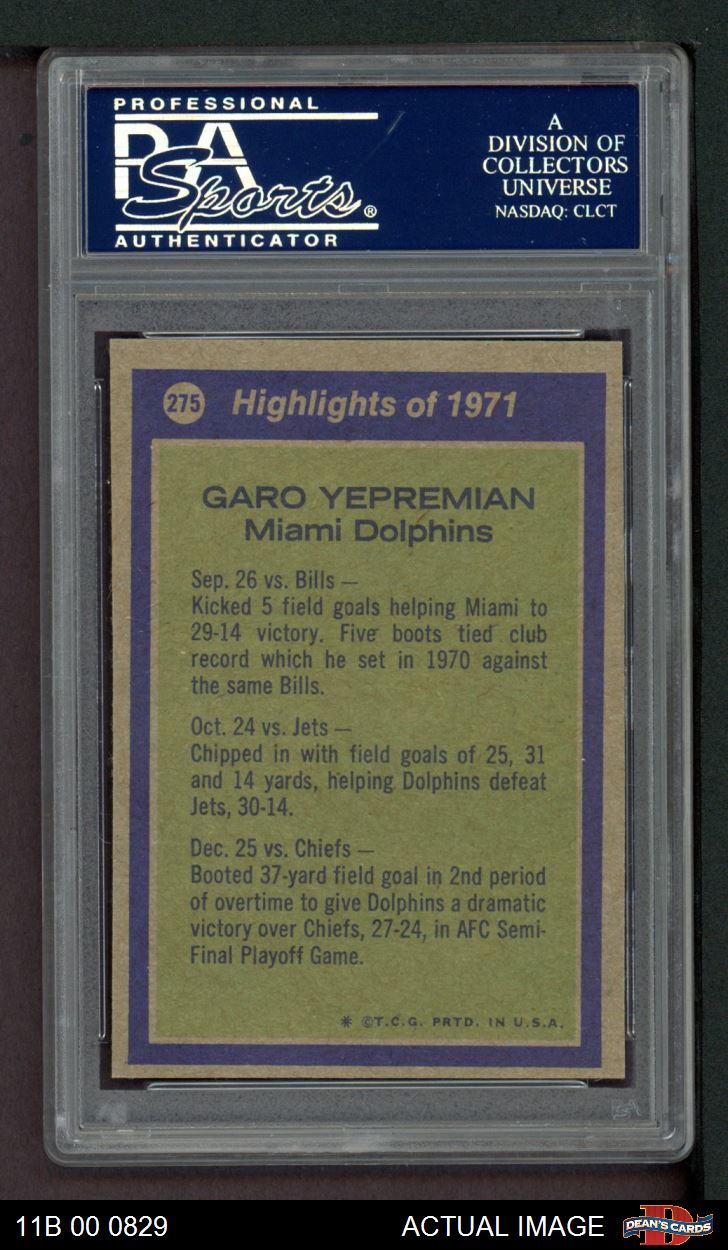 PROFESSIONAL
PSA
Sports®
AUTHENTICATOR
A
DIVISION OF
COLLECTORS
UNIVERSE
NASDAQ: CLCT
275 Highlights of 1971
GARO YEPREMIAN
Miami Dolphins
Sep. 26 vs. Bills —
Kicked 5 field goals helping Miami to
29-14 victory. Five boots tied club
record which he set in 1970 against
the same Bills.
Oct. 24 vs. Jets —
Chipped in with field goals of 25, 31
and 14 yards, helping Dolphins defeat
Jets, 30-14.
Dec. 25 vs. Chiefs —
Booted 37-yard field goal in 2nd period
of overtime to give Dolphins a dramatic
victory over Chiefs, 27-24, in AFC Semi-
Final Playoff Game.
* ©T.C.G. PRTD. IN U.S.A.
11B 00 0829
ACTUAL IMAGE
DEAN'S CARDS